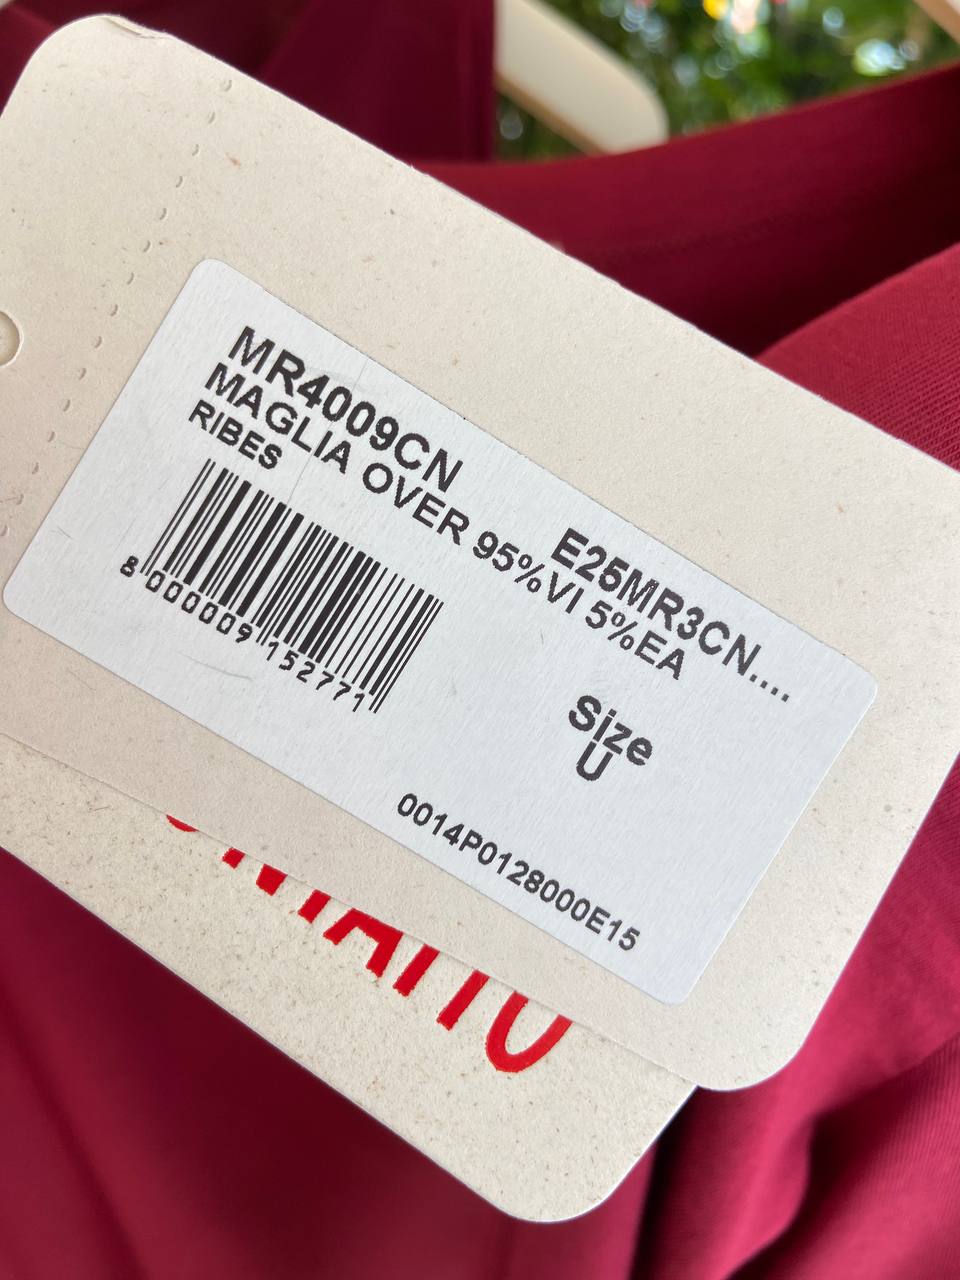 MR4009CN E25MR3CN....
MAGLIA OVER 95%VI 5%EA
RIBES
8 000009 152771
Size
U
0014P0128000E15